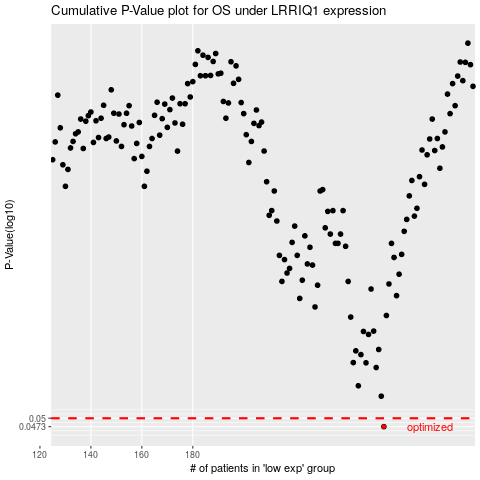 Cumulative P-Value plot for OS under LRRIQ1 expression
P-Value(log10)
0.05
0.0473
optimized
120 140 160 180
# of patients in 'low exp' group